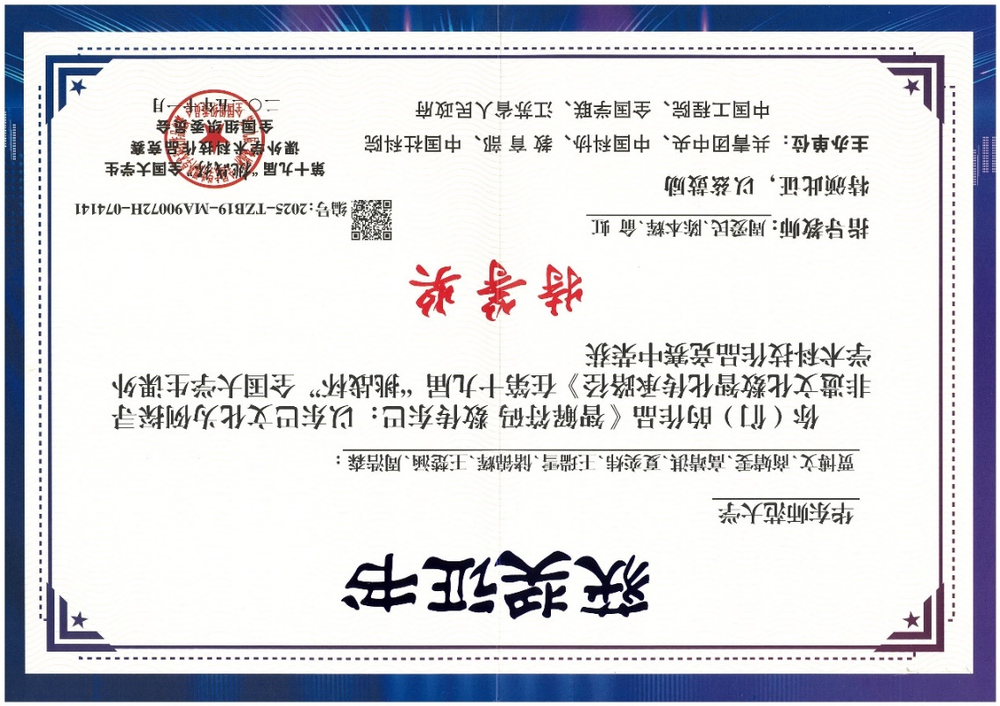 获奖证书
华东师范大学
贾博文、商婧雯、高靖淇、夏奕炜、王瑞雪、储锦辉、王楚涵、周浩森：
你（们）的作品《智解符码 数传东巴：以东巴文化为例探寻
非遗文化数智化传承路径》在第十九届“挑战杯”全国大学生课外
学术科技作品竞赛中荣获
特等奖
指导教师：周爱民、陈本辉、俞 虹
特颁此证，以兹鼓励
主办单位：共青团中央、中国科协、教育部、中国社科院
中国工程院、全国学联、江苏省人民政府
编号：2025-TZB19-MA90072H-074141
第十九届“挑战杯”全国大学生
课外学术科技作品竞赛
全国组织委员会
二〇二五年十一月